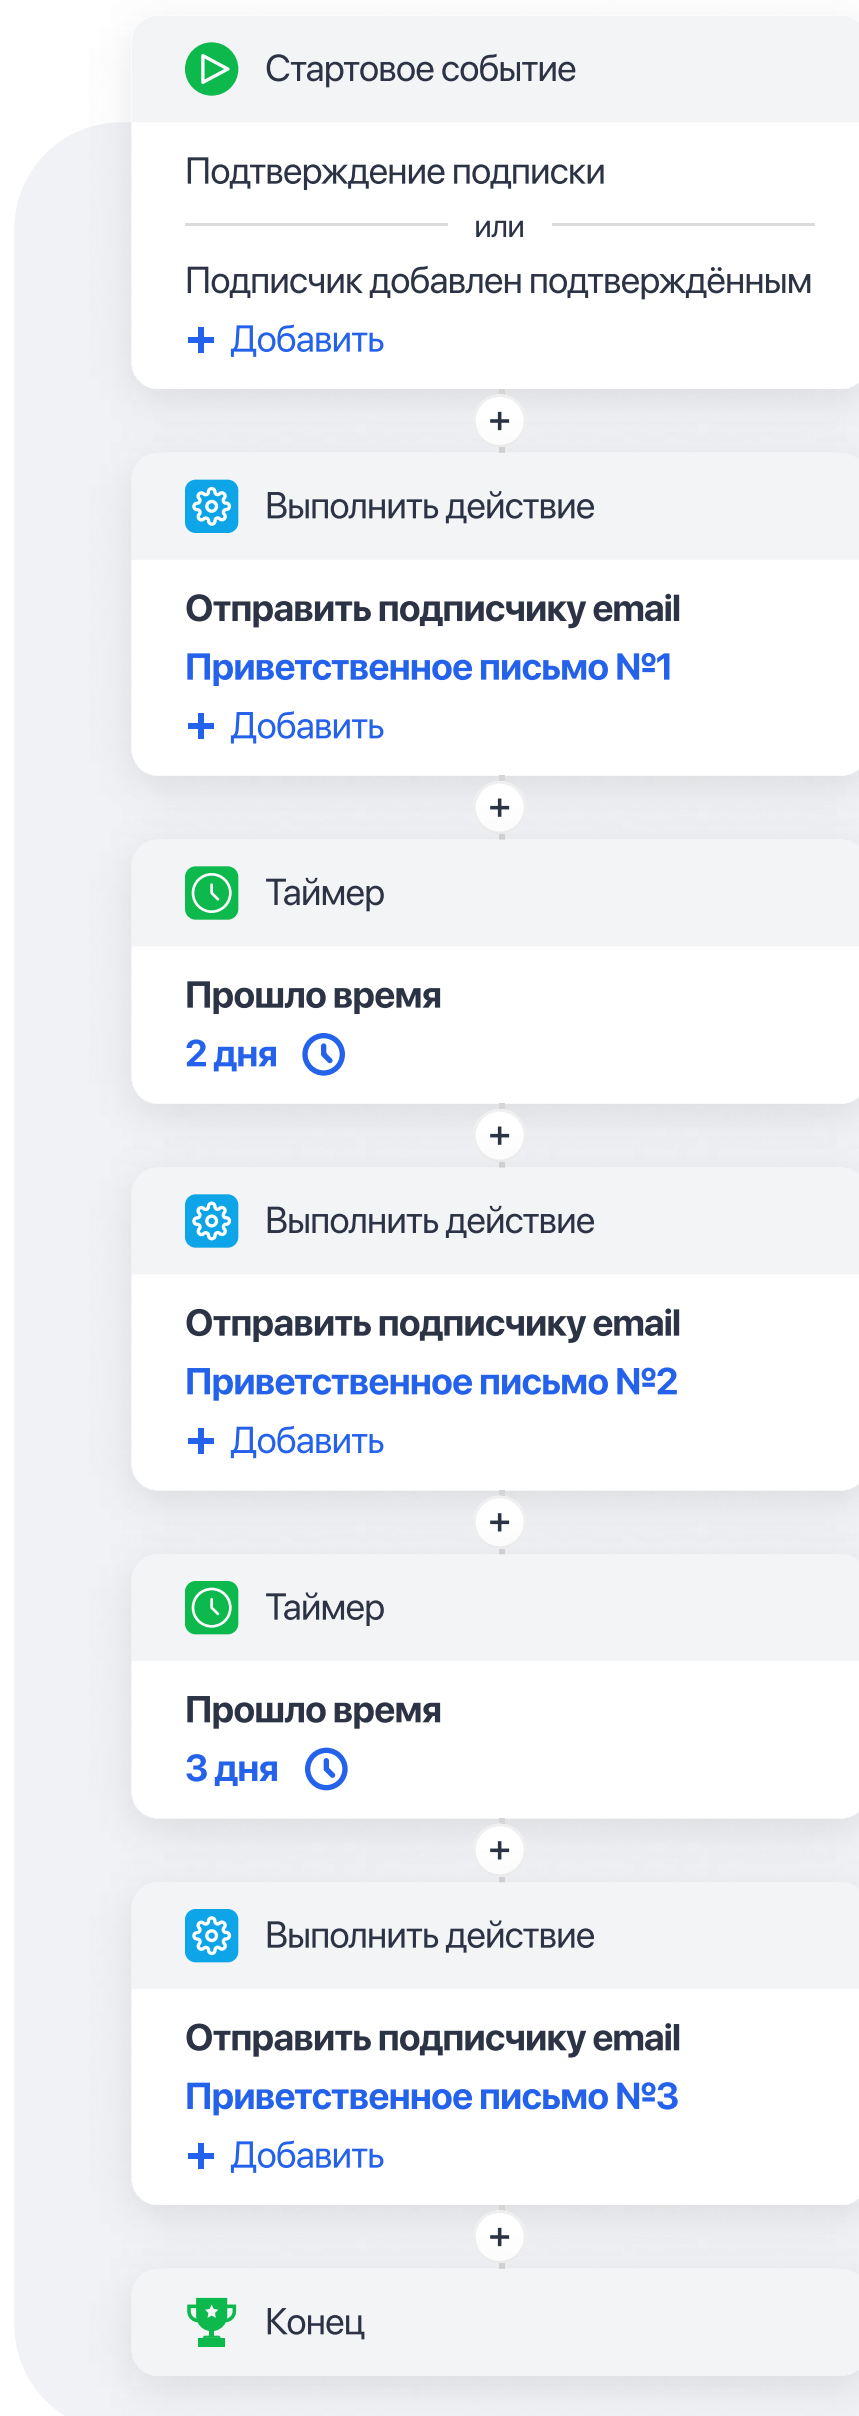 Стартовое событие
Подтверждение подписки
или
Подписчик добавлен подтверждённым
+ Добавить
+
Выполнить действие
Отправить подписчику email
Приветственное письмо №1
+ Добавить
+
Таймер
Прошло время
2 дня
+
Выполнить действие
Отправить подписчику email
Приветственное письмо №2
+ Добавить
+
Таймер
Прошло время
3 дня
+
Выполнить действие
Отправить подписчику email
Приветственное письмо №3
+ Добавить
+
Конец